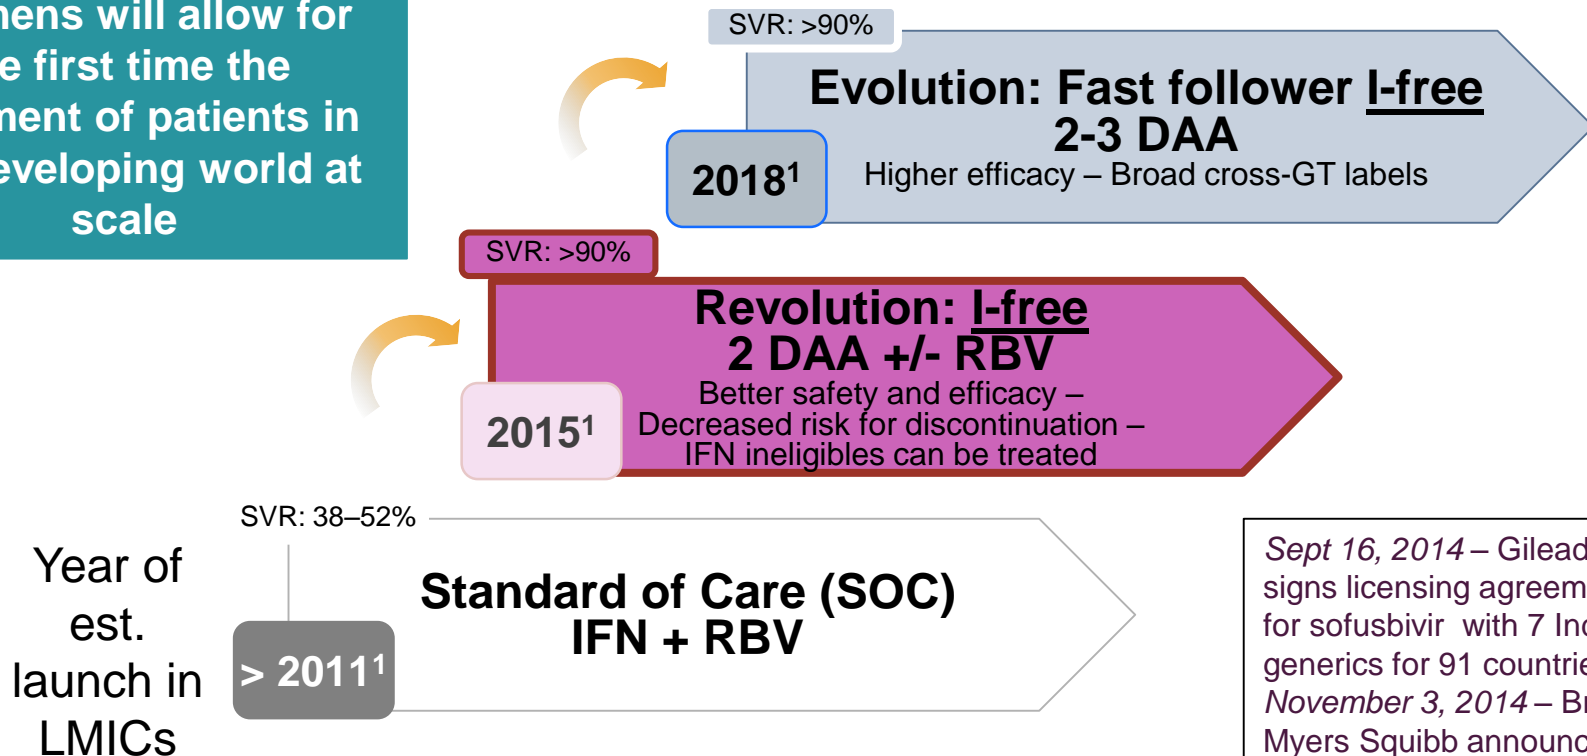 mens will allow for
e first time the
ment of patients in
eveloping world at
scale
SVR: >90%
Evolution: Fast follower I-free
2-3 DAA
Higher efficacy – Broad cross-GT labels
2018¹
SVR: >90%
Revolution: I-free
2 DAA +/- RBV
Better safety and efficacy –
Decreased risk for discontinuation –
IFN ineligibles can be treated
2015¹
SVR: 38–52%
Standard of Care (SOC)
IFN + RBV
> 2011¹
Year of
est.
launch in
LMICs
Sept 16, 2014 – Gilead
signs licensing agreem
for sofusbivir with 7 Ind
generics for 91 countrie
November 3, 2014 – Br
Myers Squibb announc